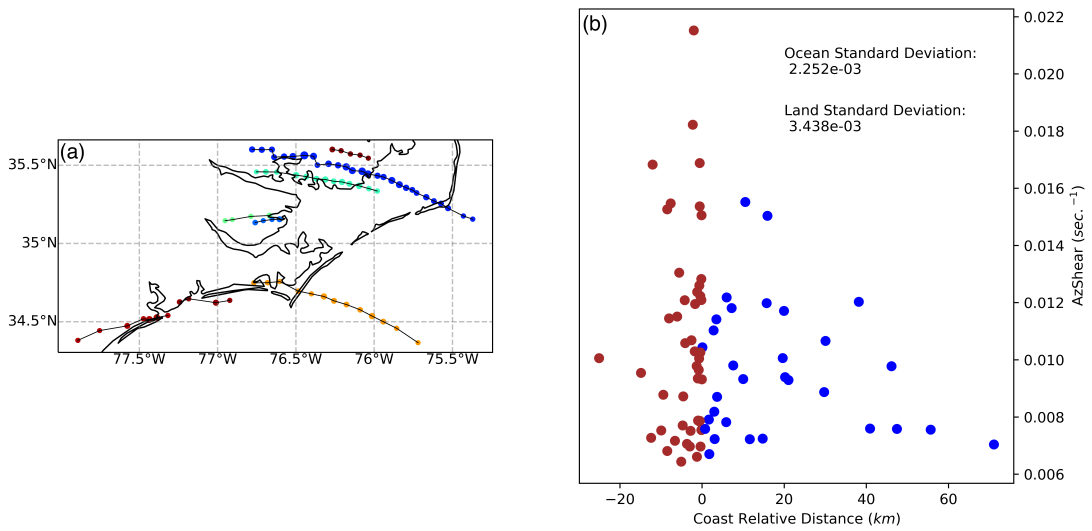 (a)
35.5°N
35°N
34.5°N
77.5°W
77°W
76.5°W
76°W
75.5°W
(b)
Ocean Standard Deviation:
2.252e-03
Land Standard Deviation:
3.438e-03
0.022
0.020
0.018
0.016
0.014
0.012
0.010
0.008
0.006
AzShear (sec.⁻¹)
−20
0
20
40
60
Coast Relative Distance (km)